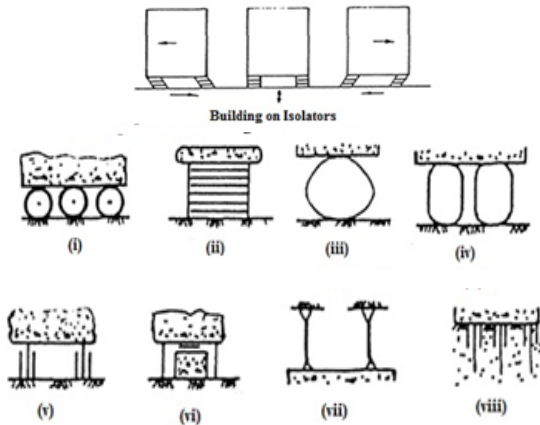 Building on Isolators
(i) (ii) (iii) (iv)
(v) (vi) (vii) (viii)